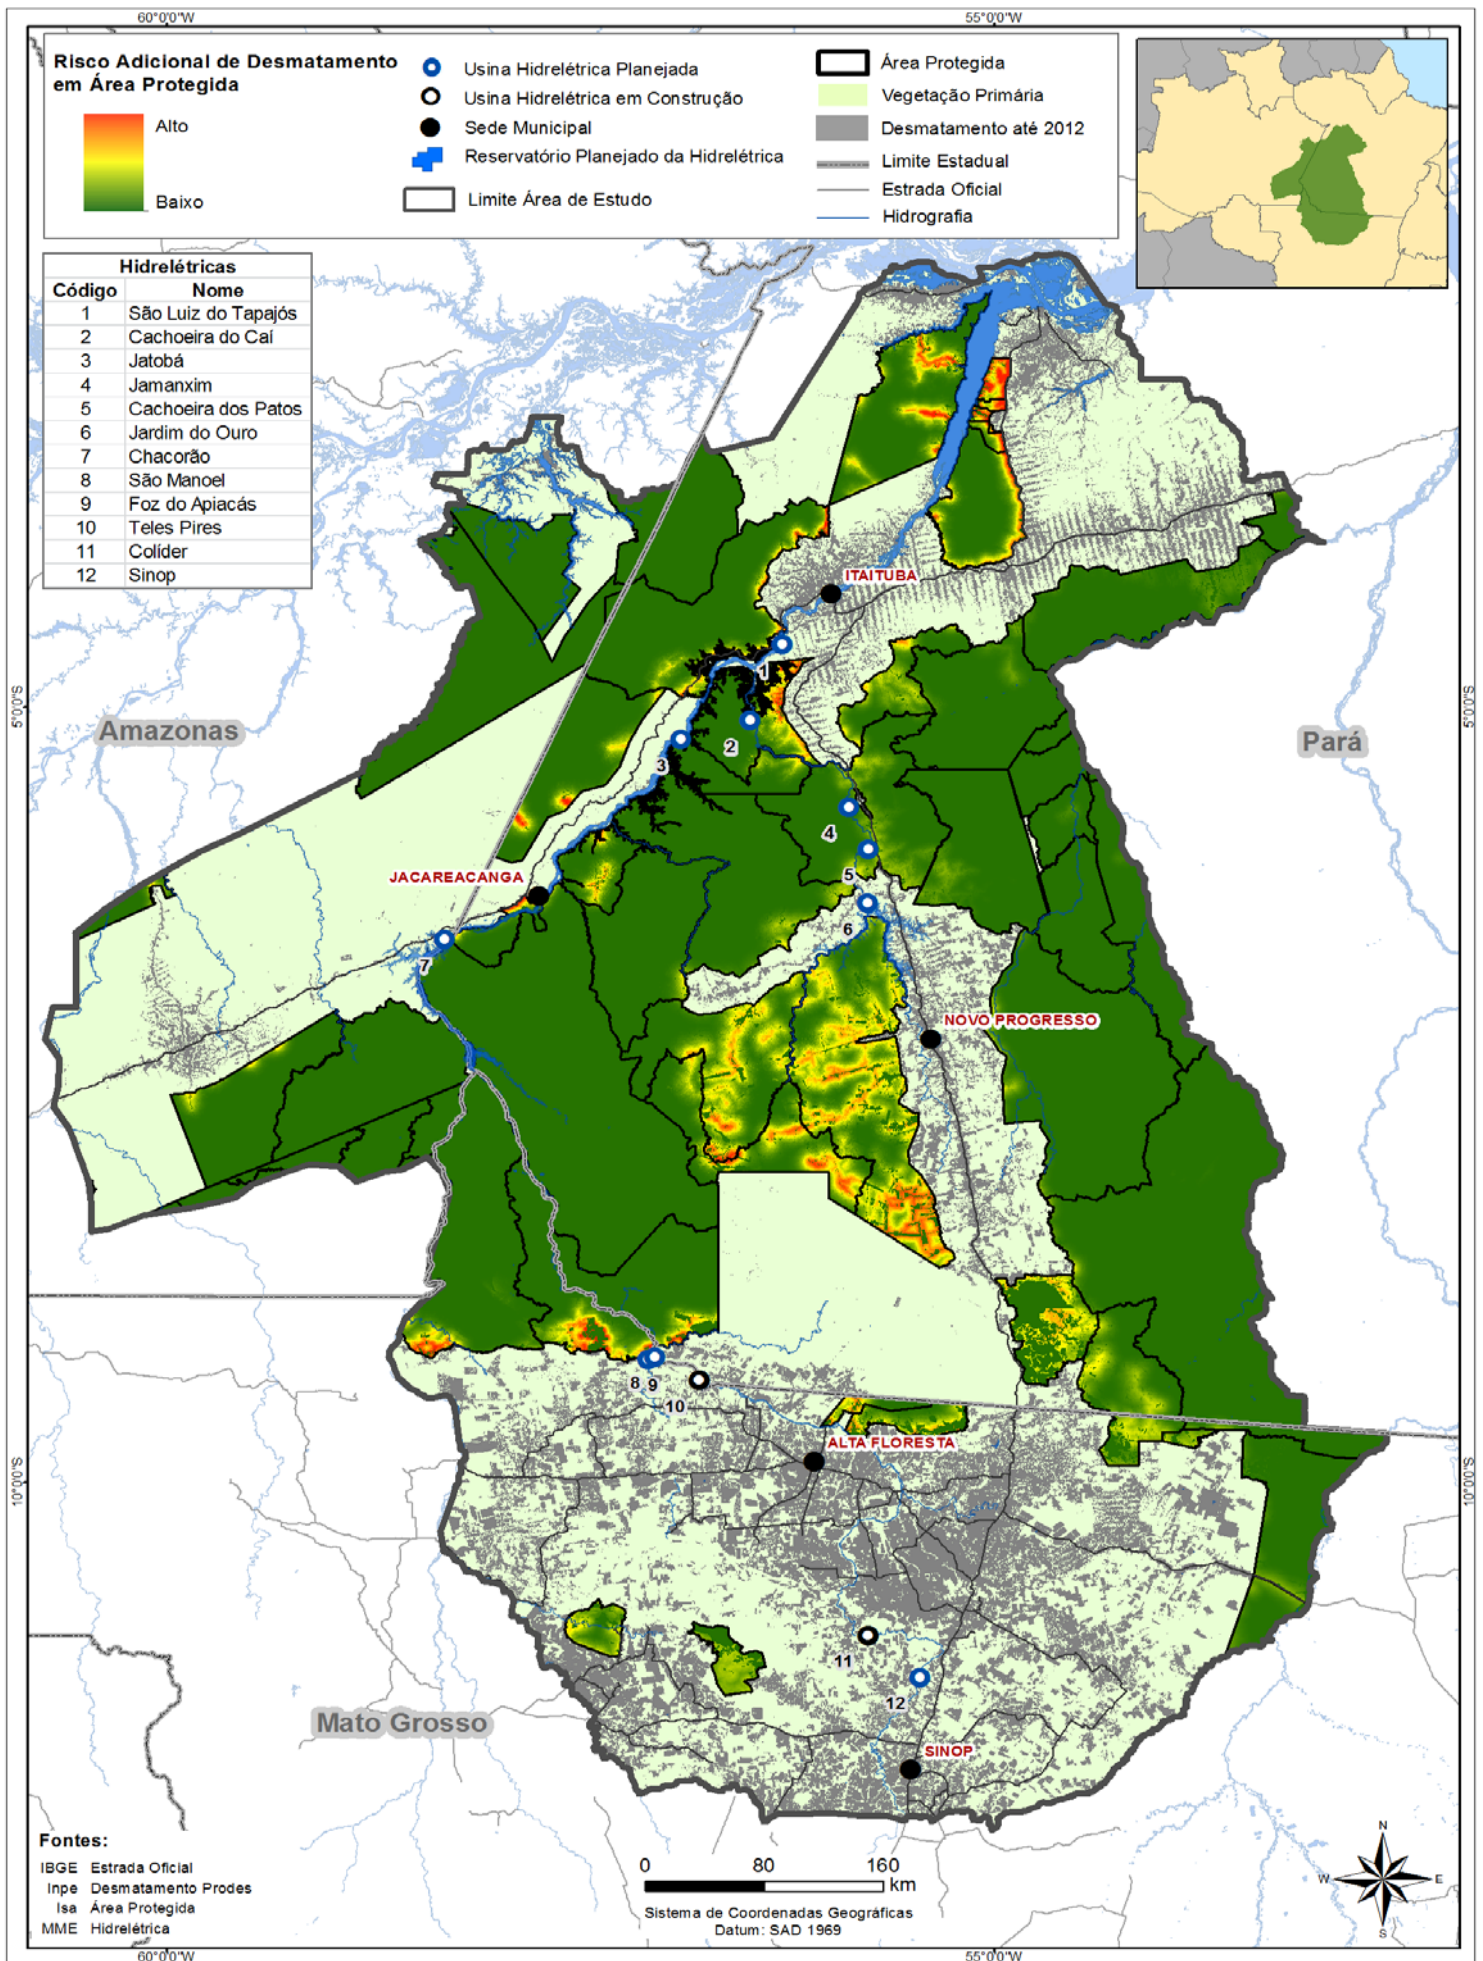 60°0'0"W 55°0'0"W
Risco Adicional de Desmatamento
em Área Protegida
Alto
Baixo
Usina Hidrelétrica Planejada
Usina Hidrelétrica em Construção
Sede Municipal
Reservatório Planejado da Hidrelétrica
Limite Área de Estudo
Área Protegida
Vegetação Primária
Desmatamento até 2012
Limite Estadual
Estrada Oficial
Hidrografia
Hidrelétricas
Código Nome
1 São Luiz do Tapajós
2 Cachoeira do Caí
3 Jatobá
4 Jamanxim
5 Cachoeira dos Patos
6 Jardim do Ouro
7 Chacorão
8 São Manoel
9 Foz do Apiacás
10 Teles Pires
11 Colíder
12 Sinop
ITAITUBA
1
5°0'0"S
5°0'0"S
Amazonas
Pará
2
3
4
JACAREACANGA
5
6
7
NOVO PROGRESSO
8 9
10
ALTA FLORESTA
10°0'0"S
10°0'0"S
11
12
Mato Grosso
SINOP
Fontes:
IBGE Estrada Oficial
Inpe Desmatamento Prodes
Isa Área Protegida
MME Hidrelétrica
0 80 160
km
Sistema de Coordenadas Geográficas
Datum: SAD 1969
N
W E
S
60°0'0"W 55°0'0"W